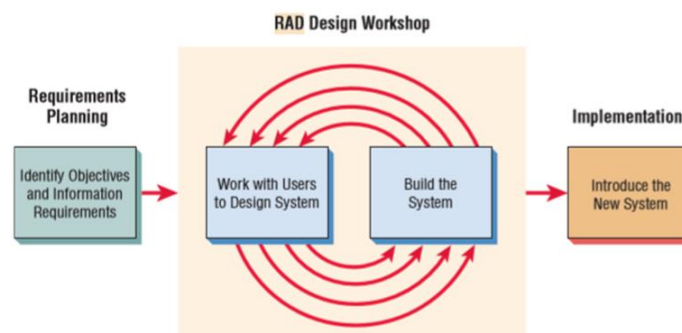 RAD Design Workshop
Requirements
Planning
Implementation
Identify Objectives
and Information
Requirements
Work with Users
to Design System
Build the
System
Introduce the
New System